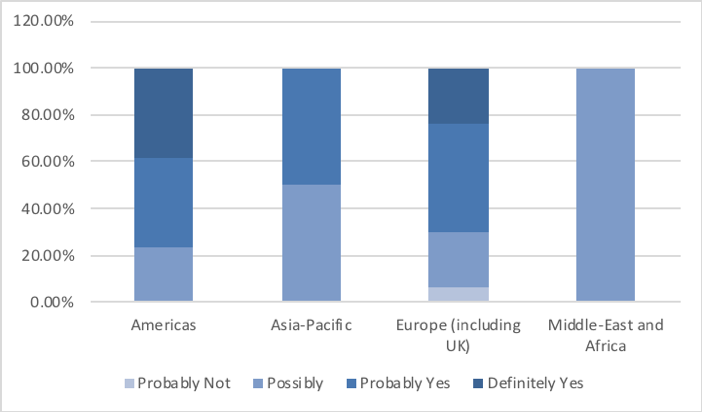 120.00%
100.00%
80.00%
60.00%
40.00%
20.00%
0.00%
Americas
Asia-Pacific
Europe (including
UK)
Middle-East and
Africa
Probably Not
Possibly
Probably Yes
Definitely Yes